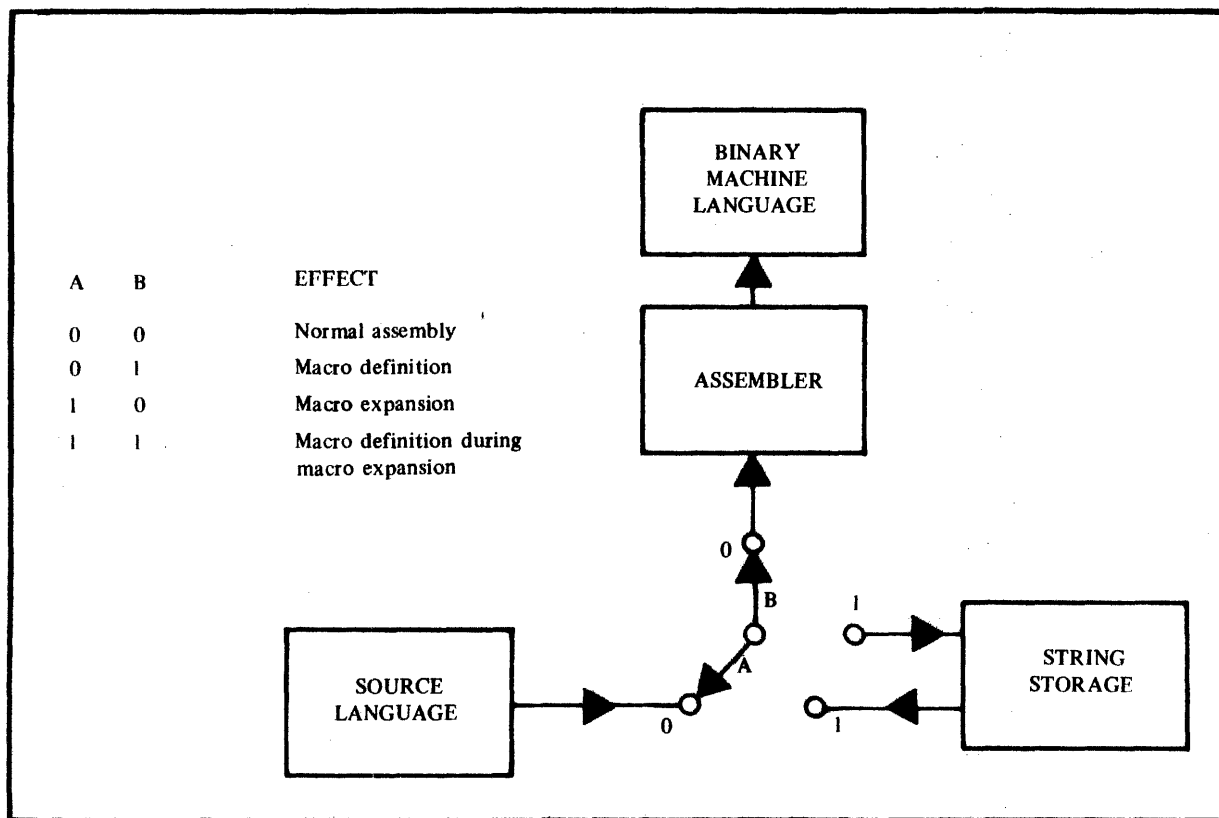 BINARY
MACHINE
LANGUAGE
A B EFFECT
0 0 Normal assembly
0 1 Macro definition
1 0 Macro expansion
1 1 Macro definition during
macro expansion
ASSEMBLER
0
B
1
A
SOURCE
LANGUAGE
0
1
STRING
STORAGE